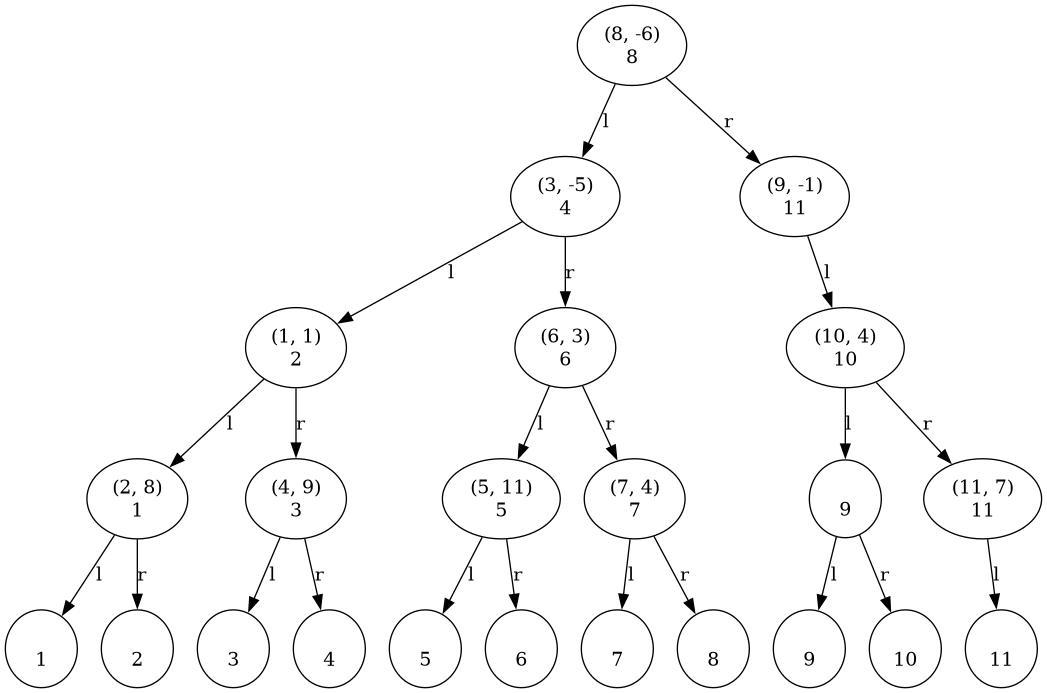 (8, -6)
8
l
r
(3, -5)
4
(9, -1)
11
l
r
l
(1, 1)
2
(6, 3)
6
(10, 4)
10
l
r
l
r
l
r
(2, 8)
1
(4, 9)
3
(5, 11)
5
(7, 4)
7
9
(11, 7)
11
l
r
l
r
l
r
l
r
l
r
l
1
2
3
4
5
6
7
8
9
10
11